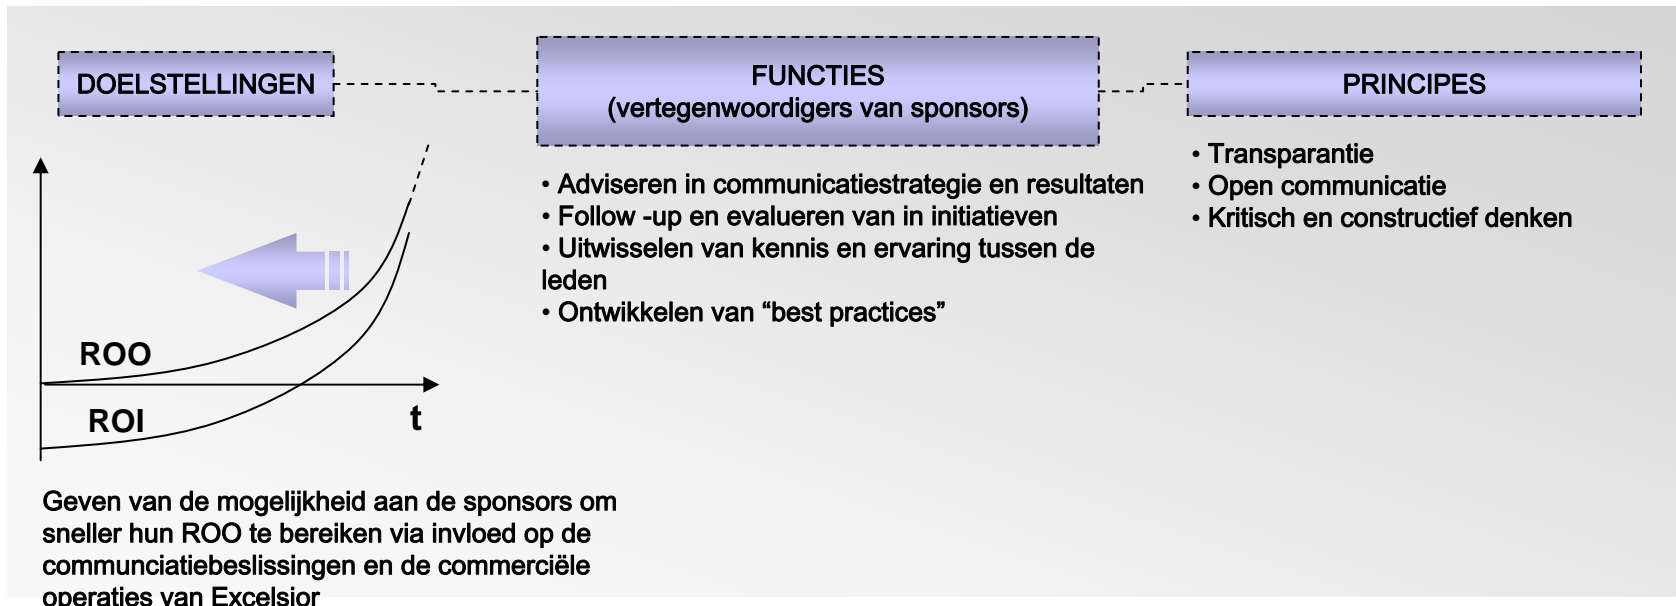 DOELSTELLINGEN
ROO
ROI
t
Geven van de mogelijkheid aan de sponsors om
sneller hun ROO te bereiken via invloed op de
communciatiebeslissingen en de commerciële
operaties van Excelsior
FUNCTIES
(vertegenwoordigers van sponsors)
• Adviseren in communicatiestrategie en resultaten
• Follow -up en evalueren van in initiatieven
• Uitwisselen van kennis en ervaring tussen de
leden
• Ontwikkelen van “best practices”
PRINCIPES
• Transparantie
• Open communicatie
• Kritisch en constructief denken